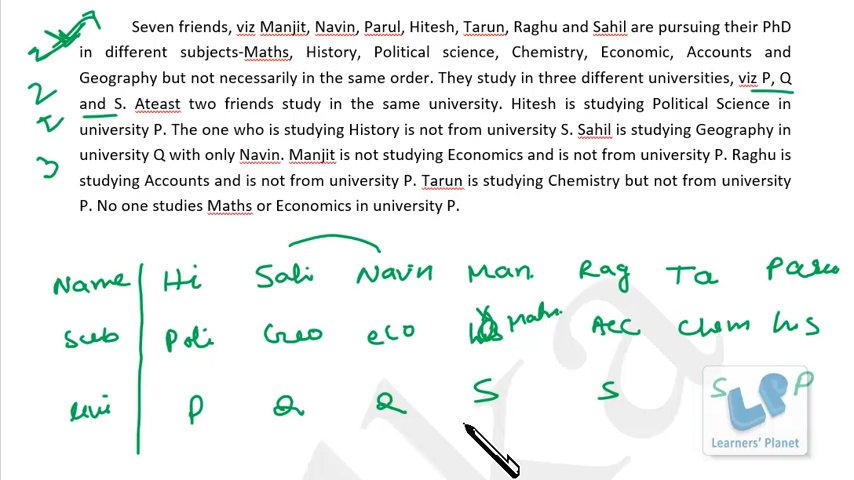 Seven friends, viz Manjit, Navin, Parul, Hitesh, Tarun, Raghu and Sahil are pursuing their PhD
in different subjects-Maths, History, Political science, Chemistry, Economic, Accounts and
Geography but not necessarily in the same order. They study in three different universities, viz P, Q
and S. Ateast two friends study in the same university. Hitesh is studying Political Science in
university P. The one who is studying History is not from university S. Sahil is studying Geography in
university Q with only Navin. Manjit is not studying Economics and is not from university P. Raghu is
studying Accounts and is not from university P. Tarun is studying Chemistry but not from university
P. No one studies Maths or Economics in university P.
2
2
3
Name Hi Sahi Navin Man. Rag Ta Paru
Sub Poli Geo eco Math. Acc Chem his
uni P Q Q S S S P
LP
Learners' Planet